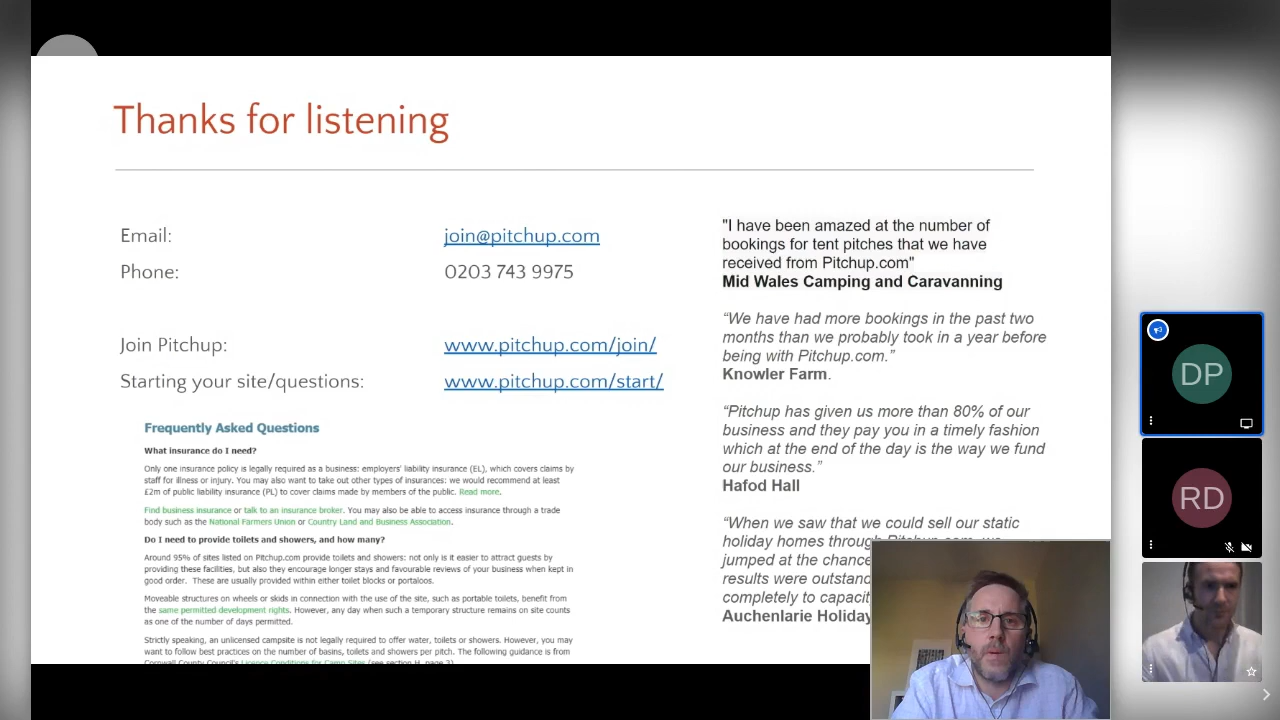 Thanks for listening
Email: join@pitchup.com
Phone: 0203 743 9975
Join Pitchup: www.pitchup.com/join/
Starting your site/questions: www.pitchup.com/start/
Frequently Asked Questions
What insurance do I need?
Only one insurance policy is legally required as a business: employers' liability insurance (EL), which covers claims by
staff for illness or injury. You may also want to take out other types of insurances: we would recommend at least
£2m of public liability insurance (PL) to cover claims made by members of the public. Read more.
Find business insurance or talk to an insurance broker. You may also be able to access insurance through a trade
body such as the National Farmers Union or Country Land and Business Association.
Do I need to provide toilets and showers, and how many?
Around 95% of sites listed on Pitchup.com provide toilets and showers: not only is it easier to attract guests by
providing these facilities, but also they encourage longer stays and favourable reviews of your business when kept in
good order. These are usually provided within either toilet blocks or portaloos.
Moveable structures on wheels or skids in connection with the use of the site, such as portable toilets, benefit from
the same permitted development rights. However, any day when such a temporary structure remains on site counts
as one of the number of days permitted.
Strictly speaking, an unlicensed campsite is not legally required to offer water, toilets or showers. However, you may
want to follow best practices on the number of basins, toilets and showers per pitch. The following guidance is from
Cornwall County Council's Licence Conditions for Camp Sites (see section H, page 3)
"I have been amazed at the number of
bookings for tent pitches that we have
received from Pitchup.com"
Mid Wales Camping and Caravanning
“We have had more bookings in the past two
months than we probably took in a year before
being with Pitchup.com.”
Knowler Farm.
“Pitchup has given us more than 80% of our
business and they pay you in a timely fashion
which at the end of the day is the way we fund
our business.”
Hafod Hall
“When we saw that we could sell our static
holiday homes through Pitchup.com, we
jumped at the chance
results were outstand
completely to capacit
Auchenlarie Holiday
DP
RD